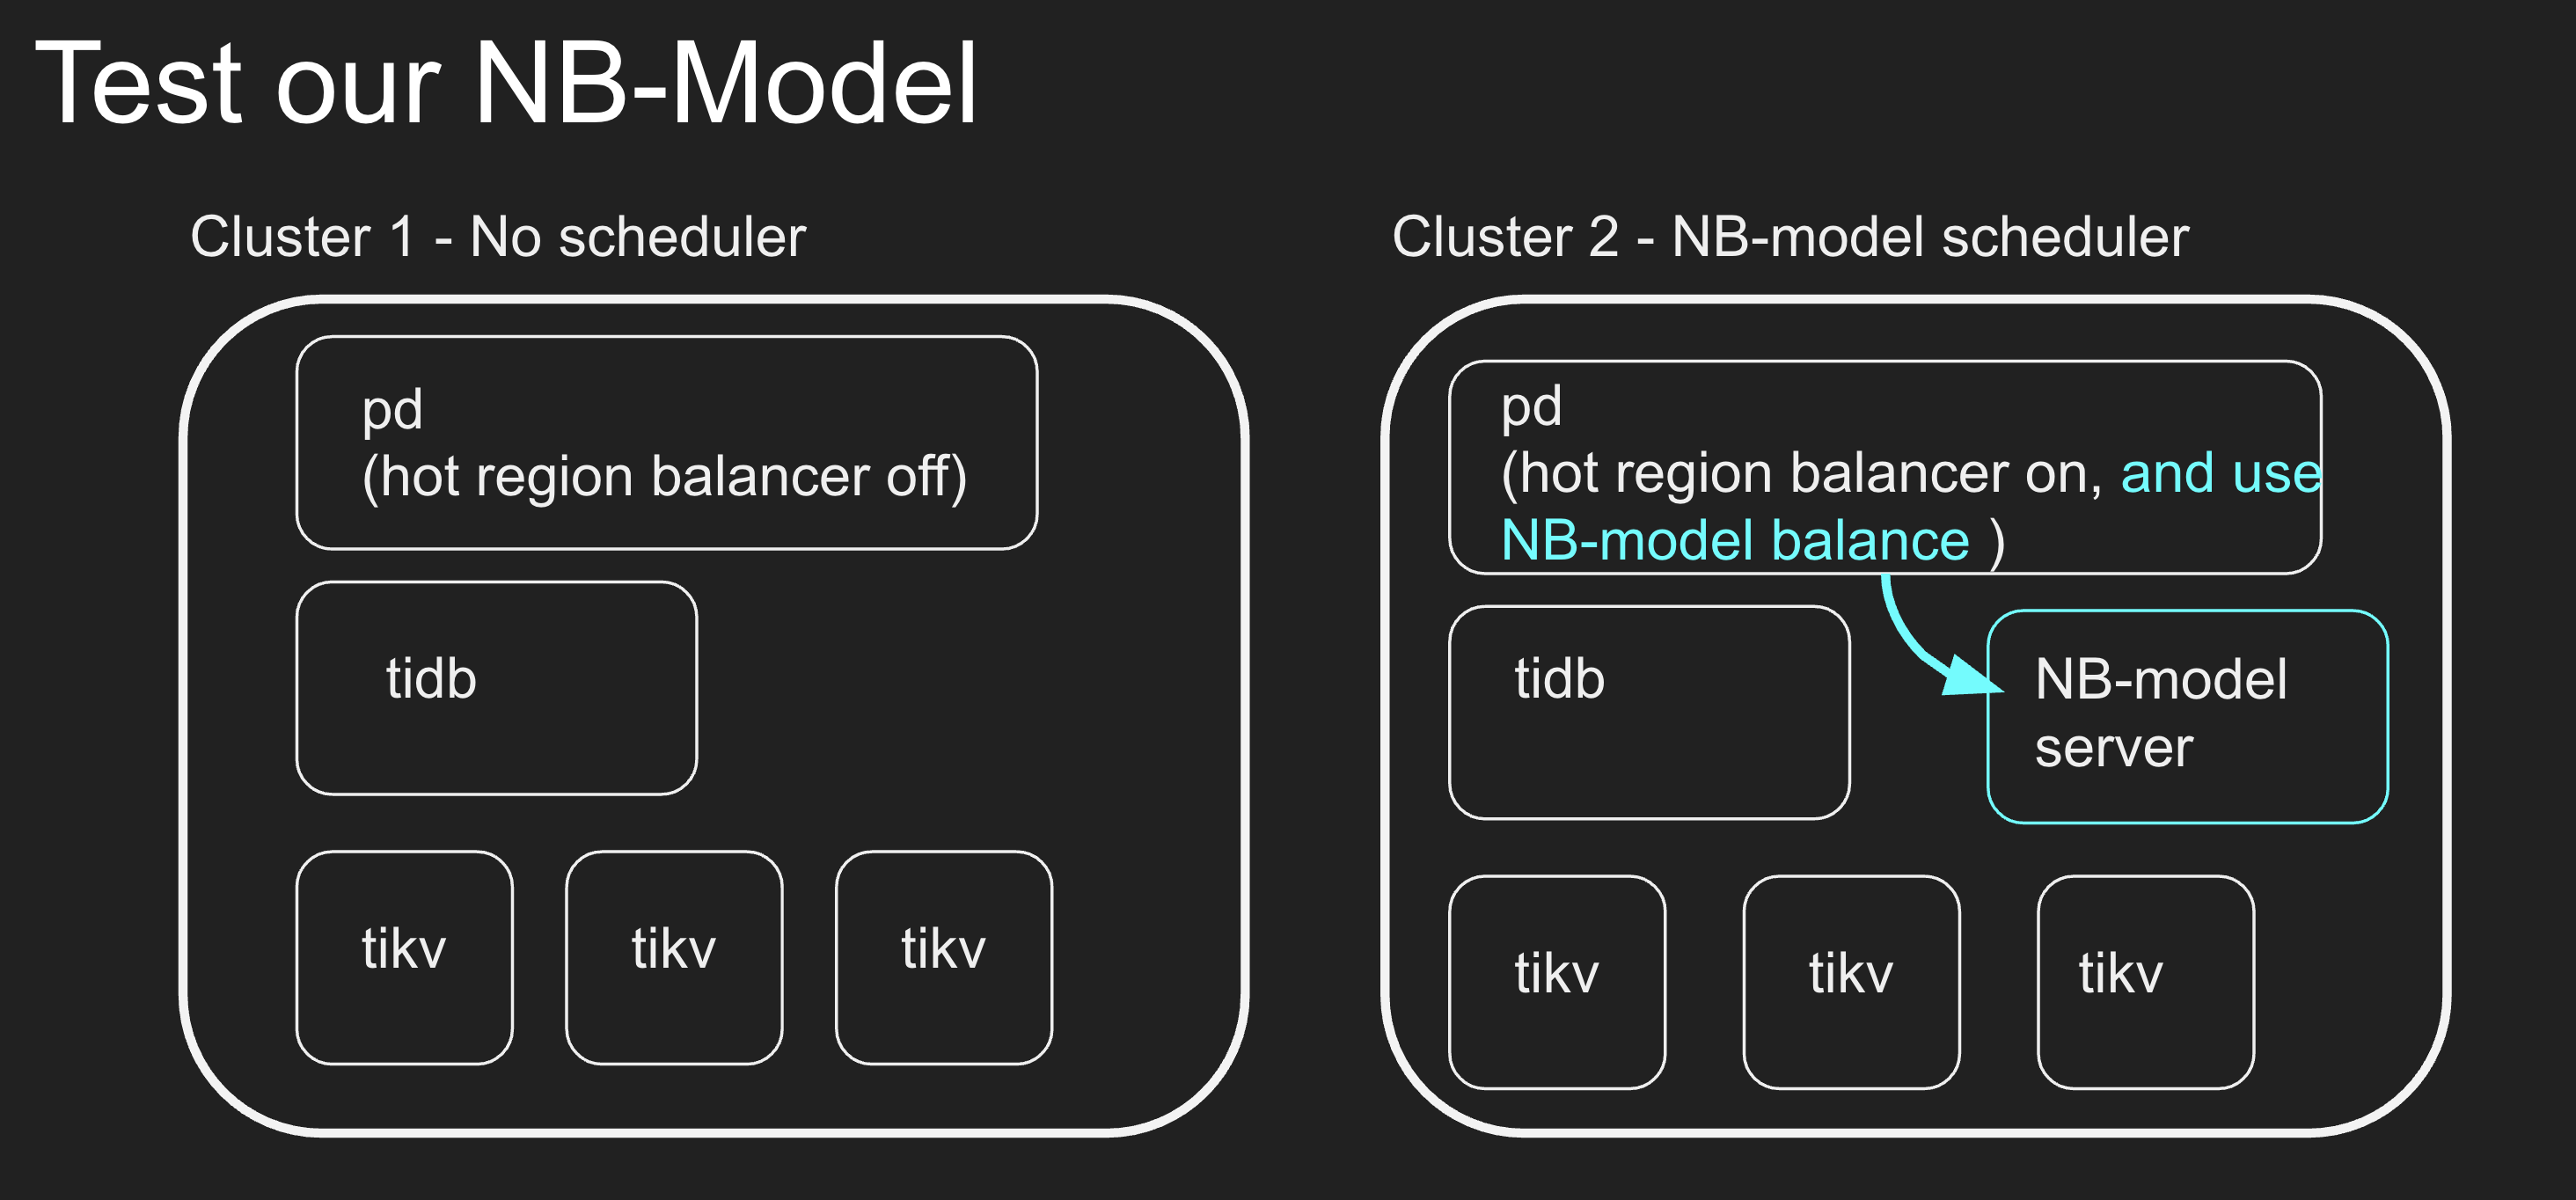 Test our NB-Model
Cluster 1 - No scheduler
pd
(hot region balancer off)
tidb
tikv
tikv
tikv
Cluster 2 - NB-model scheduler
pd
(hot region balancer on, and use
NB-model balance )
tidb
NB-model
server
tikv
tikv
tikv